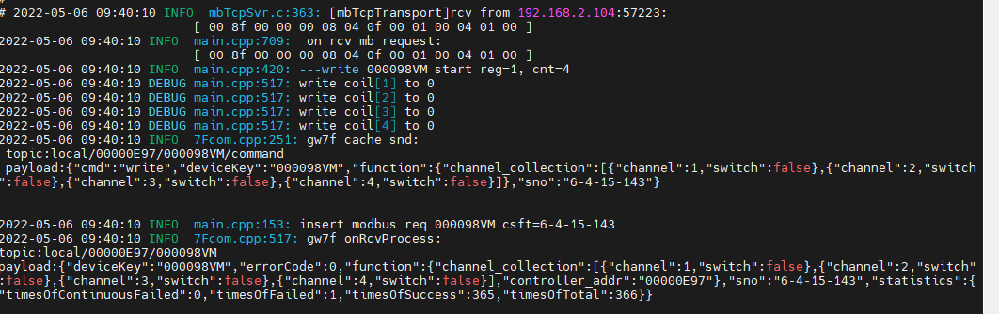 # 2022-05-06 09:40:10 INFO  mbTcpSvr.c:363: [mbTcpTransport]rcv from 192.168.2.104:57223:
[ 00 8f 00 00 00 08 04 0f 00 01 00 04 01 00 ]
2022-05-06 09:40:10 INFO  main.cpp:709:  on rcv mb request:
[ 00 8f 00 00 00 08 04 0f 00 01 00 04 01 00 ]
2022-05-06 09:40:10 INFO  main.cpp:420: ---write 000098VM start reg=1, cnt=4
2022-05-06 09:40:10 DEBUG main.cpp:517: write coil[1] to 0
2022-05-06 09:40:10 DEBUG main.cpp:517: write coil[2] to 0
2022-05-06 09:40:10 DEBUG main.cpp:517: write coil[3] to 0
2022-05-06 09:40:10 DEBUG main.cpp:517: write coil[4] to 0
2022-05-06 09:40:10 INFO  7Fcom.cpp:251: gw7f cache snd:
topic:local/00000E97/000098VM/command
payload:{"cmd":"write","deviceKey":"000098VM","function":{"channel_collection":[{"channel":1,"switch":false},{"channel":2,"switch
":false},{"channel":3,"switch":false},{"channel":4,"switch":false}]},"sno":"6-4-15-143"}
2022-05-06 09:40:10 INFO  main.cpp:153: insert modbus req 000098VM csft=6-4-15-143
2022-05-06 09:40:10 INFO  7Fcom.cpp:517: gw7f onRcvProcess:
topic:local/00000E97/000098VM
payload:{"deviceKey":"000098VM","errorCode":0,"function":{"channel_collection":[{"channel":1,"switch":false},{"channel":2,"switch"
:false},{"channel":3,"switch":false},{"channel":4,"switch":false}],"controller_addr":"00000E97"},"sno":"6-4-15-143","statistics":{
"timesOfContinuousFailed":0,"timesOfFailed":1,"timesOfSuccess":365,"timesOfTotal":366}}